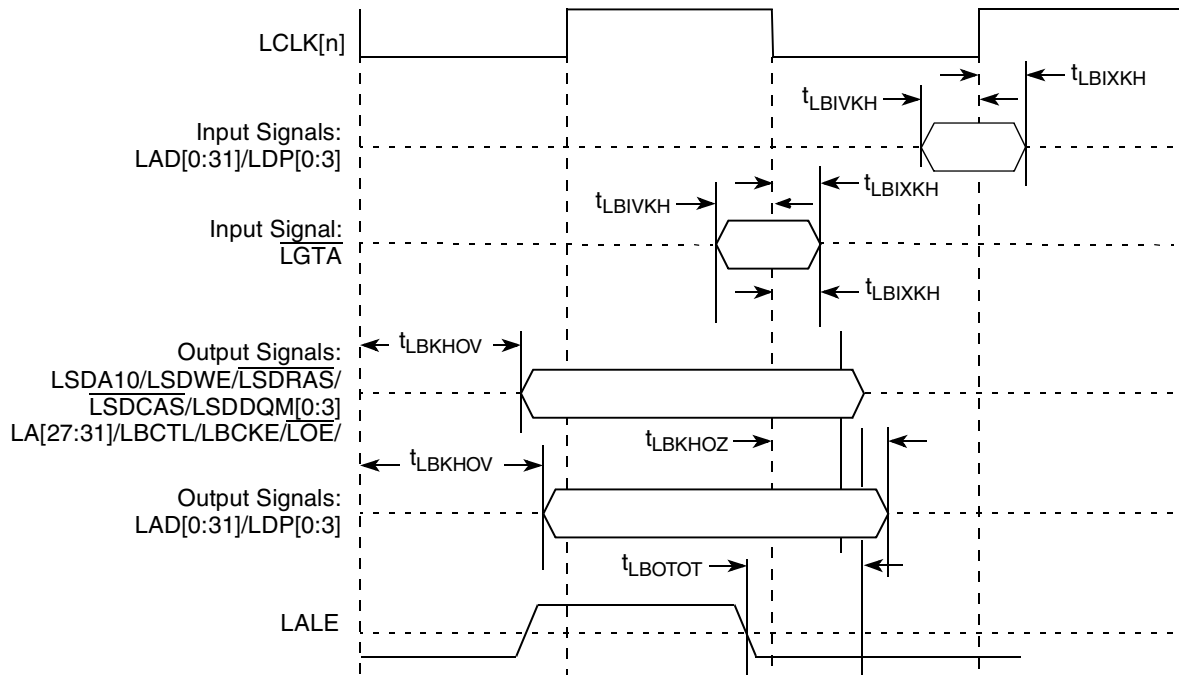 LCLK[n]
tLBIXKH
tLBIVKH
Input Signals:
LAD[0:31]/LDP[0:3]
tLBIXKH
tLBIVKH
Input Signal:
LGTA
tLBIXKH
tLBKHOV
Output Signals:
LSDA10/LSDWE/LSDRAS/
LSDCAS/LSDDQM[0:3]
LA[27:31]/LBCTL/LBCKE/LOE/
tLBKHOZ
tLBKHOV
Output Signals:
LAD[0:31]/LDP[0:3]
tLBOTOT
LALE